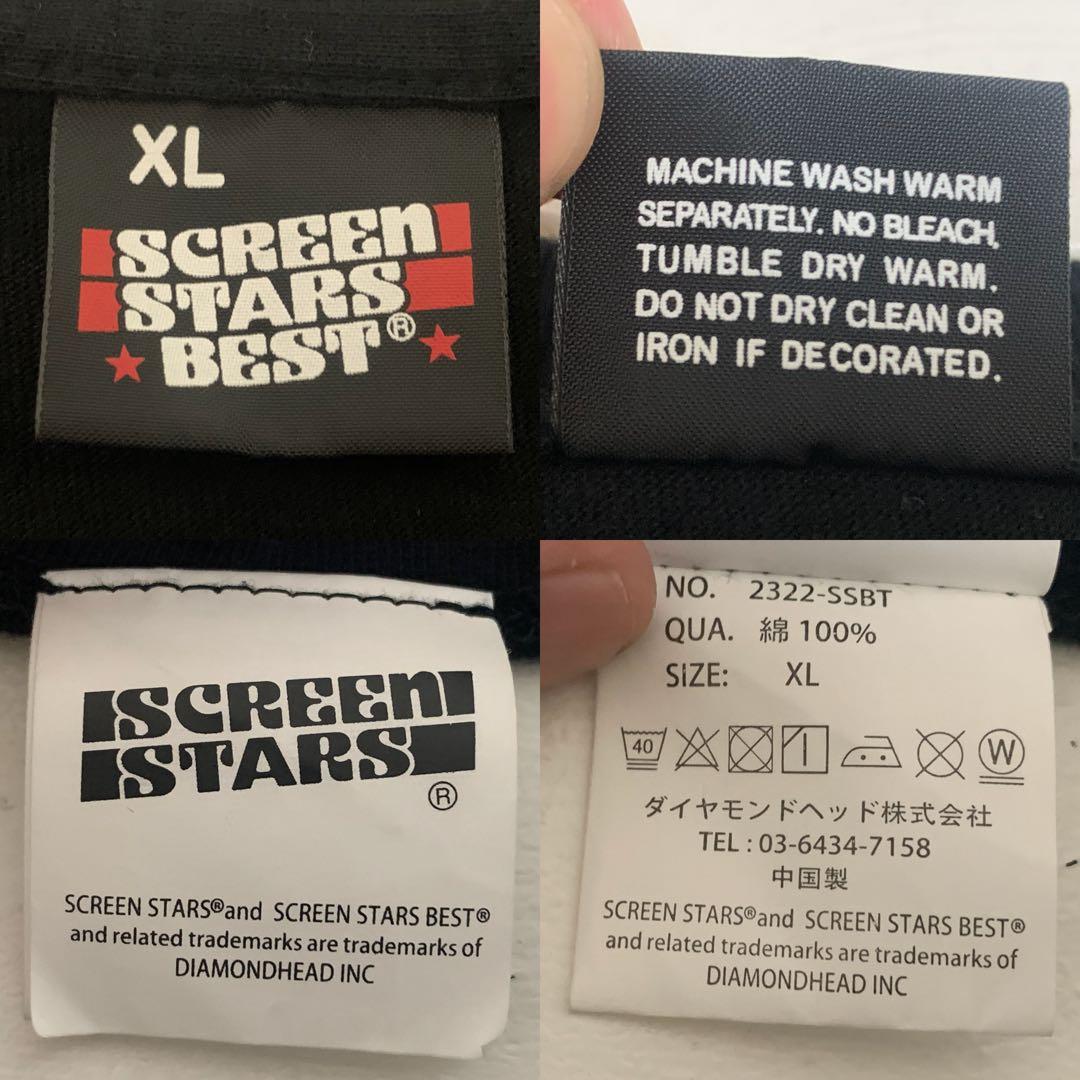 XL
SCREEN
STARS
BEST®
MACHINE WASH WARM
SEPARATELY. NO BLEACH,
TUMBLE DRY WARM.
DO NOT DRY CLEAN OR
IRON IF DECORATED.
SCREEN
STARS
®
SCREEN STARS®and SCREEN STARS BEST®
and related trademarks are trademarks of
DIAMONDHEAD INC
NO. 2322-SSBT
QUA. 綿 100%
SIZE: XL
40 W
ダイヤモンドヘッド株式会社
TEL : 03-6434-7158
中国製
SCREEN STARS®and SCREEN STARS BEST®
and related trademarks are trademarks of
DIAMONDHEAD INC